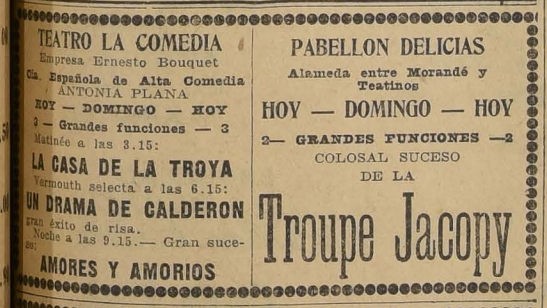 TEATRO LA COMEDIA
Empresa Ernesto Bouquet
Cia. Española de Alta Comedia
ANTONIA PLANA
HOY — DOMINGO — HOY
3 — Grandes funciones — 3
Matinée a las 3.15:
LA CASA DE LA TROYA
Vermouth selecta a las 6.15:
UN DRAMA DE CALDERON
gran éxito de risa.
Noche a las 9.15.— Gran suce-
so:
AMORES Y AMORIOS
PABELLON DELICIAS
Alameda entre Morandé y
Teatinos
HOY — DOMINGO — HOY
2— GRANDES FUNCIONES —2
COLOSAL SUCESO
DE LA
Troupe Jacopy